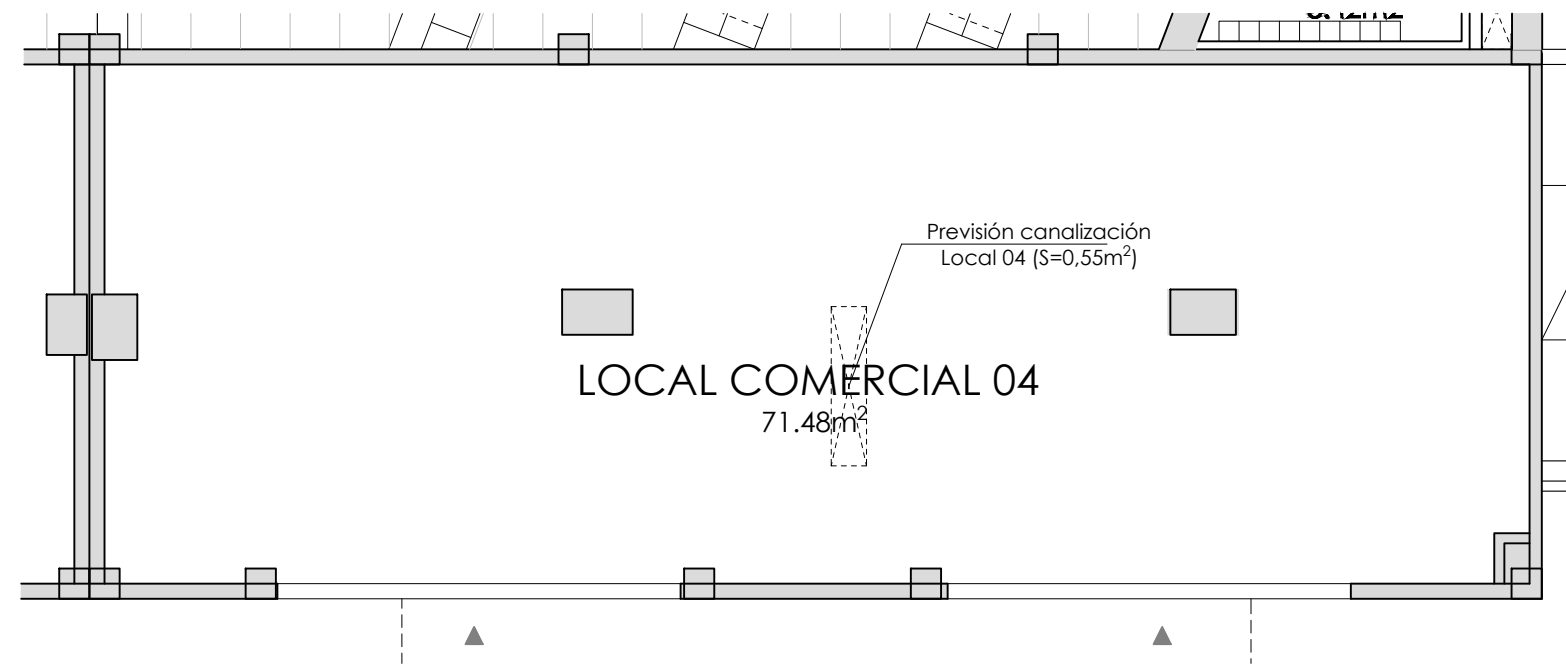 Previsión canalización
Local 04 (S=0,55m²)
LOCAL COMERCIAL 04
71.48m²